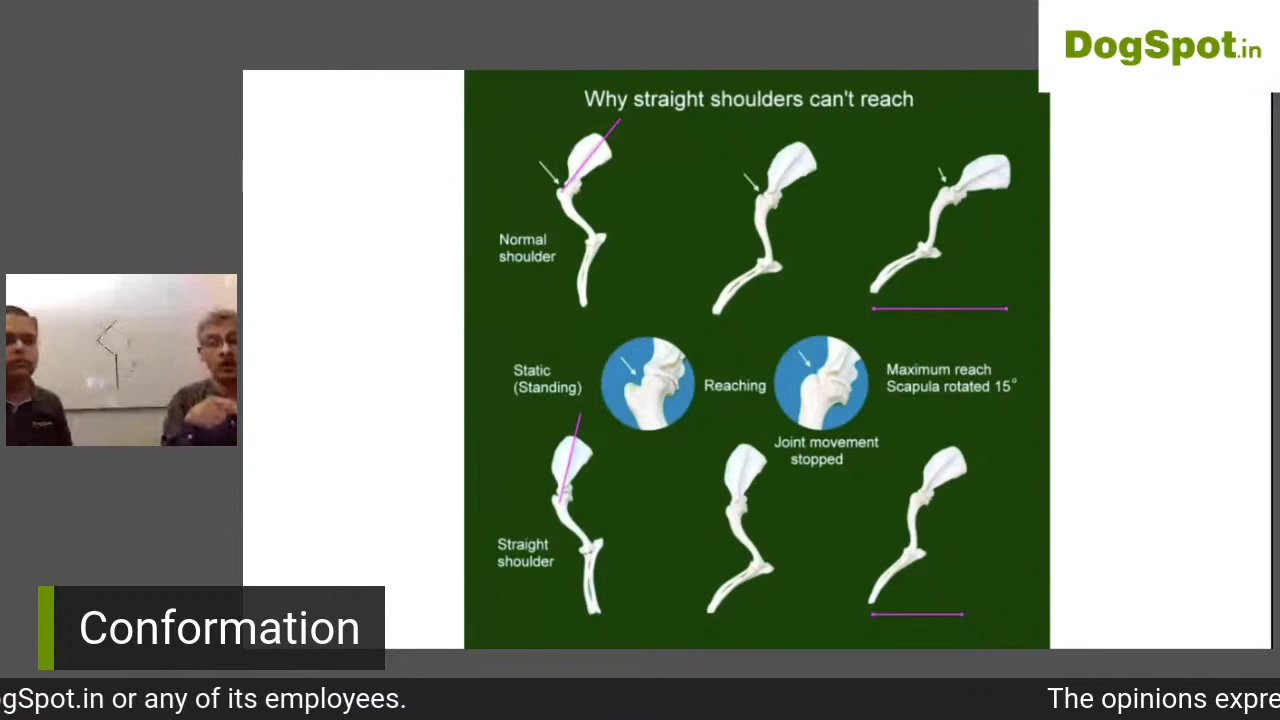 DogSpot.in
Why straight shoulders can't reach
Normal
shoulder
Static
(Standing)
Reaching
Maximum reach
Scapula rotated 15°
Joint movement
stopped
Straight
shoulder
Conformation
ogSpot.in or any of its employees.
The opinions expre